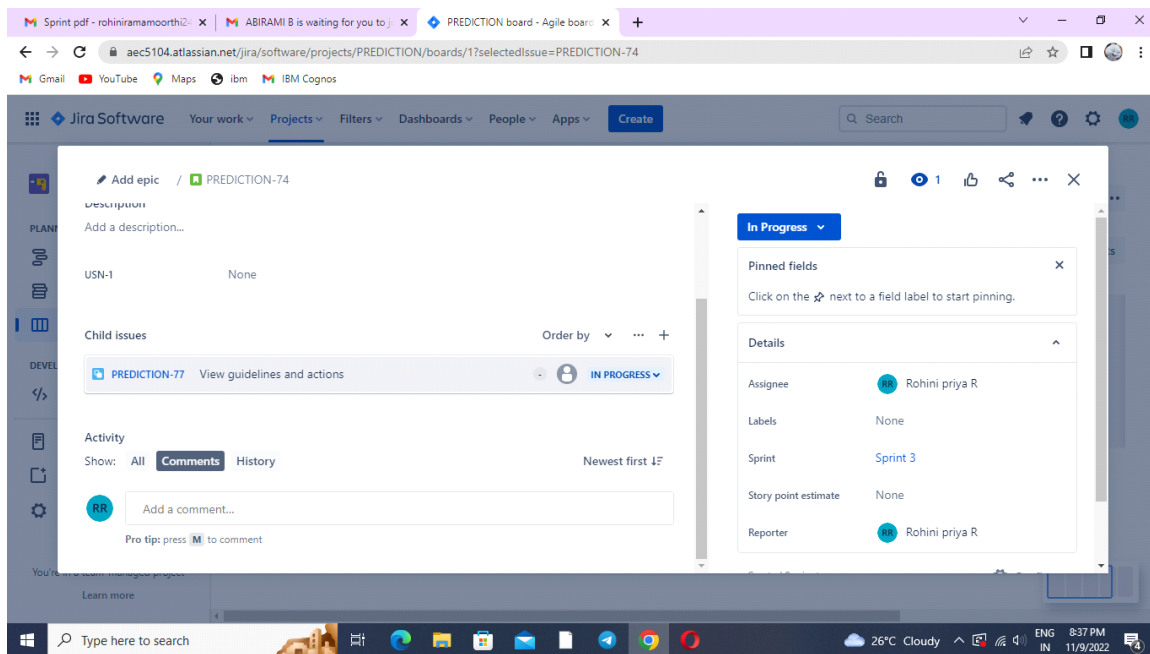 Sprint pdf - rohiniramamoorthi2
ABIRAMI B is waiting for you to j
PREDICTION board - Agile board
aec5104.atlassian.net/jira/software/projects/PREDICTION/boards/1?selectedIssue=PREDICTION-74
Gmail YouTube Maps ibm IBM Cognos
Jira Software Your work Projects Filters Dashboards People Apps Create Search RR
Add epic / PREDICTION-74 1
Description
Add a description...
USN-1 None
Child issues Order by
PREDICTION-77 View guidelines and actions - IN PROGRESS
Activity
Show: All Comments History Newest first
RR Add a comment...
Pro tip: press M to comment
In Progress
Pinned fields
Click on the next to a field label to start pinning.
Details
Assignee RR Rohini priya R
Labels None
Sprint Sprint 3
Story point estimate None
Reporter RR Rohini priya R
PLANN
DEVEL
You're in a team-managed project
Learn more
Type here to search
26°C Cloudy
ENG
IN
8:37 PM
11/9/2022
4